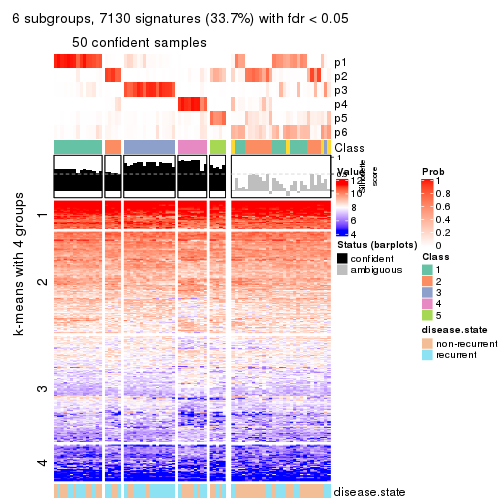 6 subgroups, 7130 signatures (33.7%) with fdr < 0.05
50 confident samples
p1
p2
p3
p4
p5
p6
Class
1
0
Silhouette
score
k-means with 4 groups
1
2
3
4
Value
12
10
8
6
4
Status (barplots)
confident
ambiguous
Prob
1
0.8
0.6
0.4
0.2
0
Class
1
2
3
4
5
disease.state
non-recurrent
recurrent
disease.state